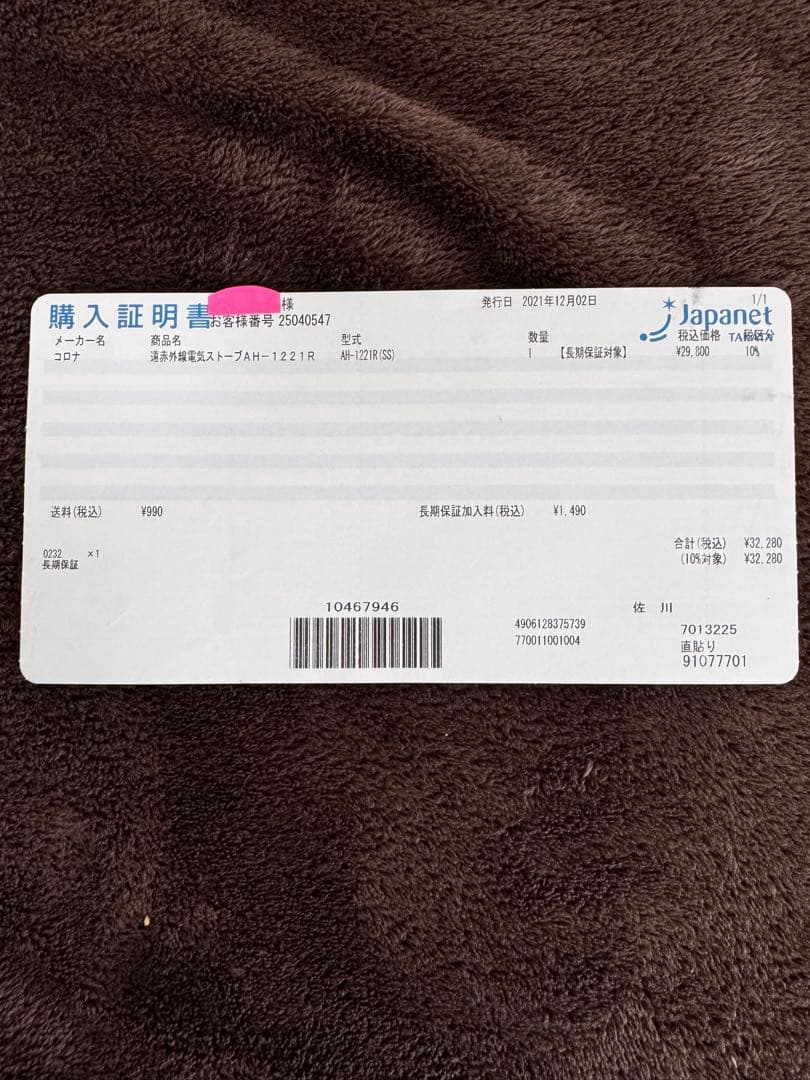 購入証明書 様 発行日 2021年12月02日 1/1
お客様番号 25040547 Japanet
TAKATA
メーカー名 商品名 型式 数量 税込価格 税区分
コロナ 遠赤外線電気ストーブAH－1221R AH-1221R(SS) 1 【長期保証対象】 ¥29,800 10%
送料(税込) ¥990 長期保証加入料(税込) ¥1,490
合計(税込) ¥32,280
(10%対象) ¥32,280
0232 ×1
長期保証
10467946 佐 川
4906128375739 7013225
770011001004 直貼り
91077701